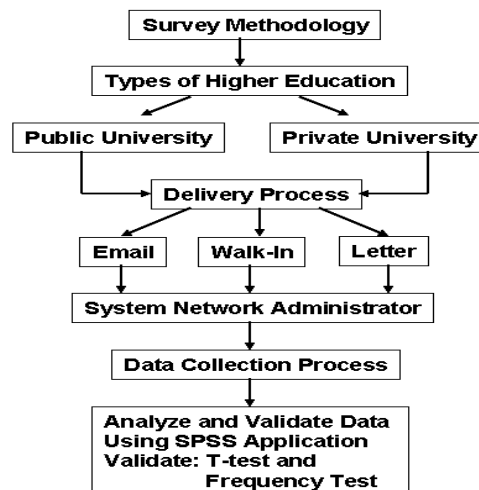 Survey Methodology
Types of Higher Education
Public University
Private University
Delivery Process
Email
Walk-In
Letter
System Network Administrator
Data Collection Process
Analyze and Validate Data
Using SPSS Application
Validate: T-test and
Frequency Test